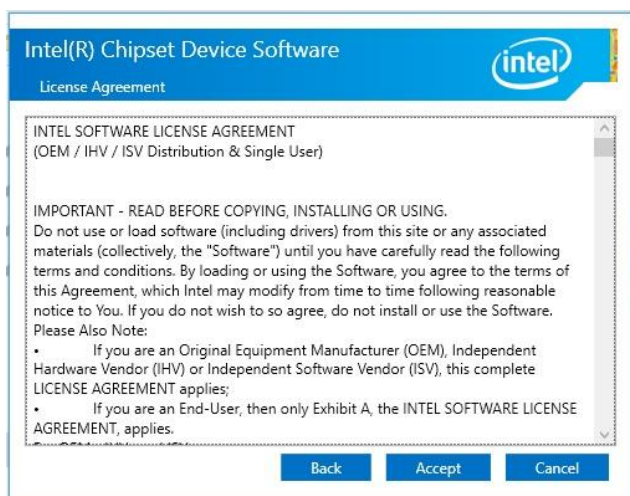 Intel(R) Chipset Device Software
intel
License Agreement
INTEL SOFTWARE LICENSE AGREEMENT
(OEM / IHV / ISV Distribution & Single User)
IMPORTANT - READ BEFORE COPYING, INSTALLING OR USING.
Do not use or load software (including drivers) from this site or any associated
materials (collectively, the "Software") until you have carefully read the following
terms and conditions. By loading or using the Software, you agree to the terms of
this Agreement, which Intel may modify from time to time following reasonable
notice to You. If you do not wish to so agree, do not install or use the Software.
Please Also Note:
• If you are an Original Equipment Manufacturer (OEM), Independent
Hardware Vendor (IHV) or Independent Software Vendor (ISV), this complete
LICENSE AGREEMENT applies;
• If you are an End-User, then only Exhibit A, the INTEL SOFTWARE LICENSE
AGREEMENT, applies.
Back Accept Cancel